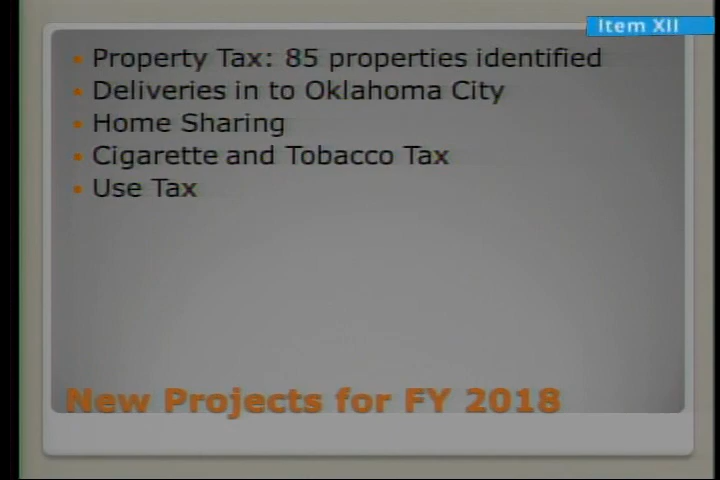 Item XII
Property Tax: 85 properties identified
Deliveries in to Oklahoma City
Home Sharing
Cigarette and Tobacco Tax
Use Tax
New Projects for FY 2018